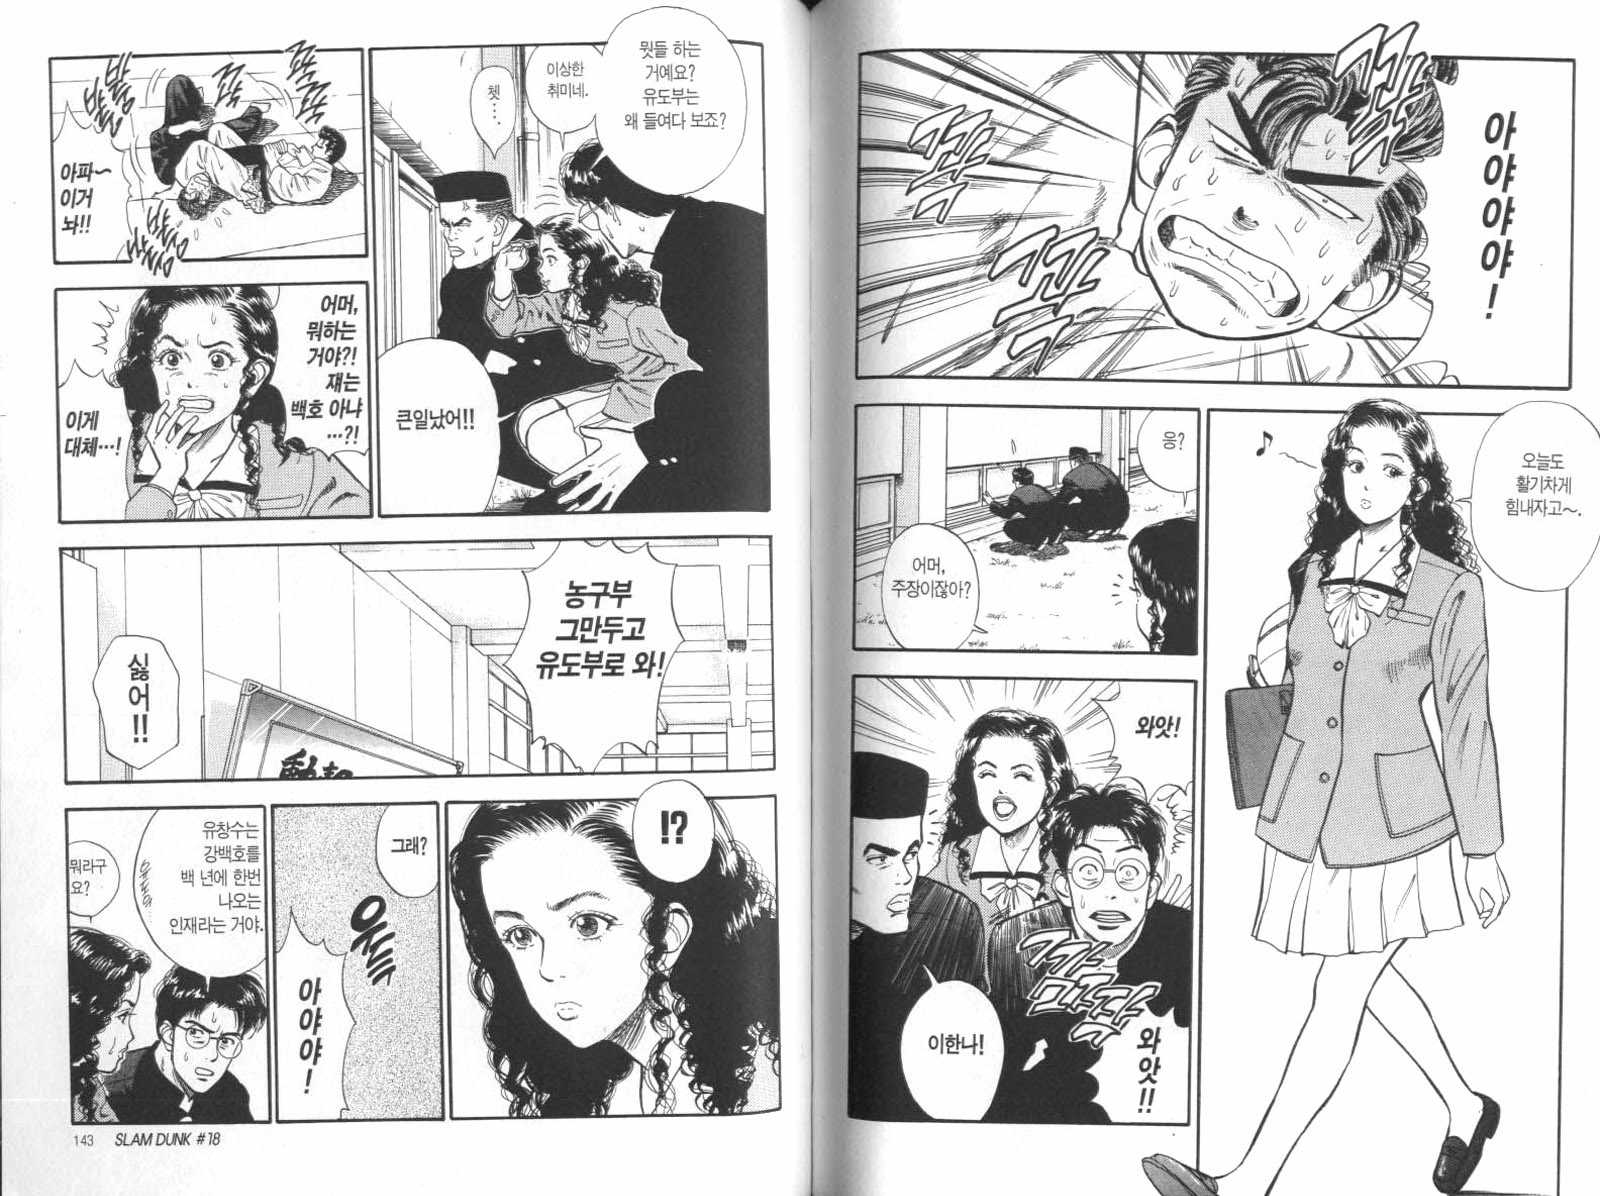 아야야야!
꽉
꽉
꽉
오늘도
활기차게
힘내자고~.
응?
어머,
주장이잖아?
와앗!
이한나!
와앗!!
뭣들 하는
거예요?
유도부는
왜 들여다 보죠?
이상한
취미네.
쳇….
큰일났어!!
아파~
이거
놔!!
어머,
뭐하는
거야?!
쟤는
백호 아냐
…?!
이게
대체…!
농구부
그만두고
유도부로 와!
싫어!!
!?
그래?
아야야!
유창수는
강백호를
백 년에 한번
나오는
인재라는 거야.
뭐라구
요?
143 SLAM DUNK #18